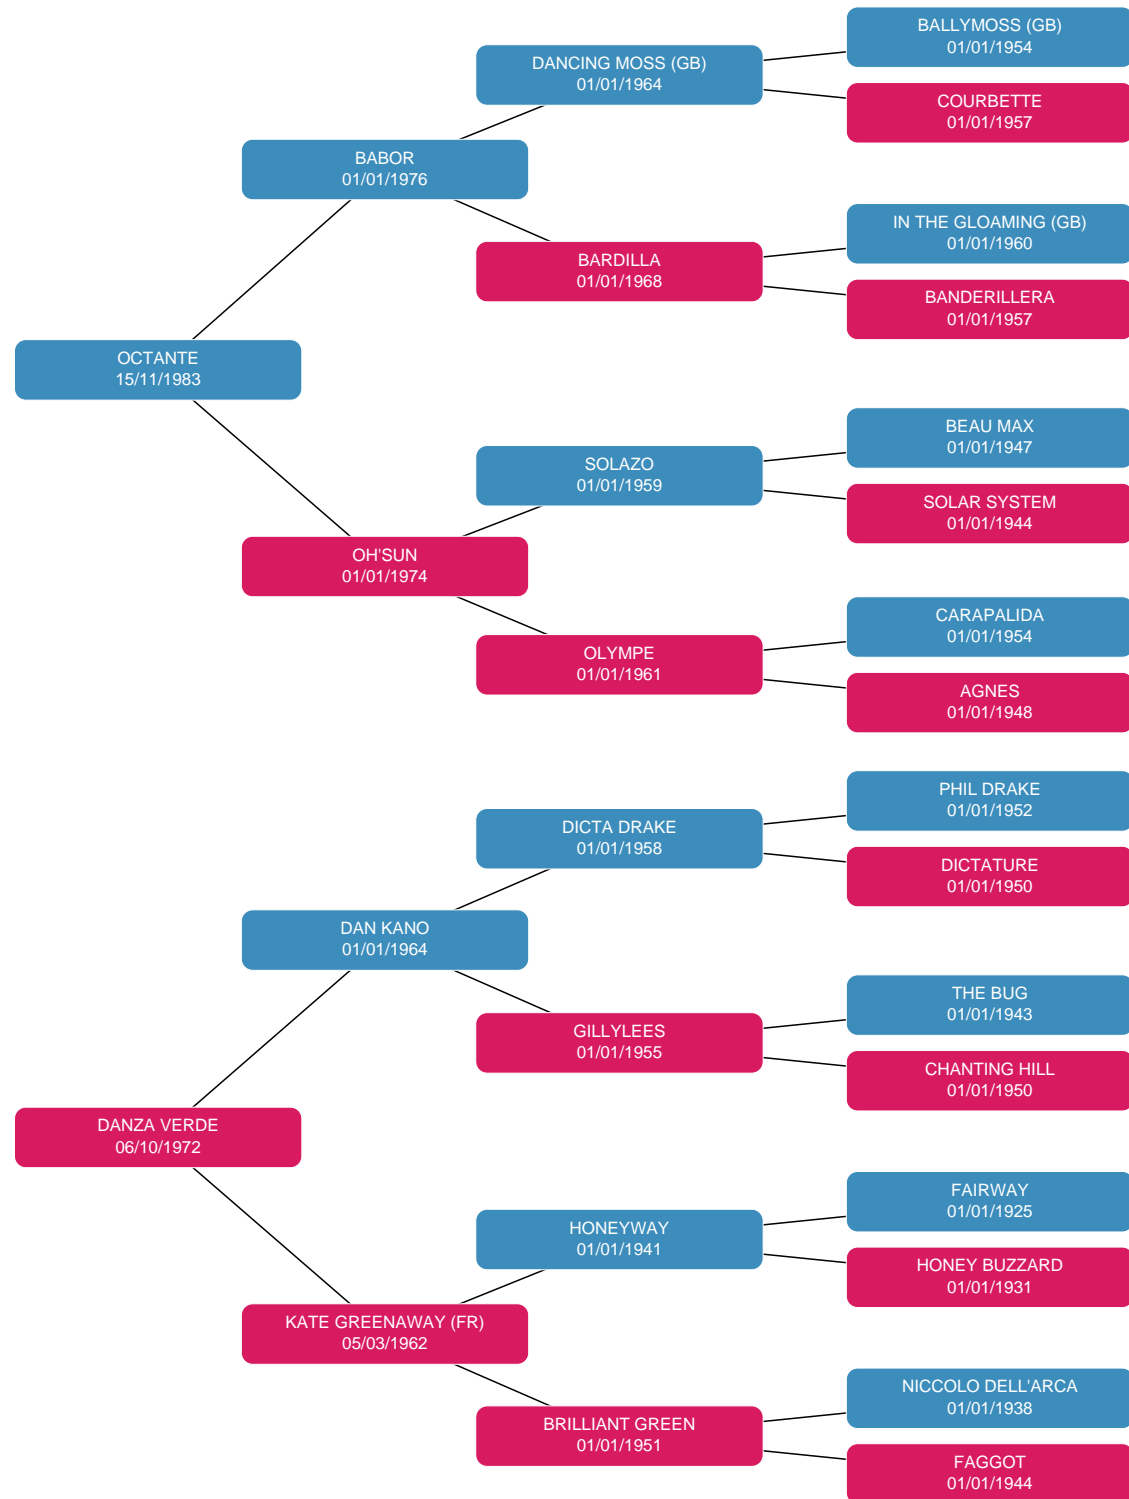 BALLYMOSS (GB)
01/01/1954
DANCING MOSS (GB)
01/01/1964
COURBETTE
01/01/1957
BABOR
01/01/1976
IN THE GLOAMING (GB)
01/01/1960
BARDILLA
01/01/1968
BANDERILLERA
01/01/1957
OCTANTE
15/11/1983
BEAU MAX
01/01/1947
SOLAZO
01/01/1959
SOLAR SYSTEM
01/01/1944
OH'SUN
01/01/1974
CARAPALIDA
01/01/1954
OLYMPE
01/01/1961
AGNES
01/01/1948
PHIL DRAKE
01/01/1952
DICTA DRAKE
01/01/1958
DICTATURE
01/01/1950
DAN KANO
01/01/1964
THE BUG
01/01/1943
GILLYLEES
01/01/1955
CHANTING HILL
01/01/1950
DANZA VERDE
06/10/1972
FAIRWAY
01/01/1925
HONEYWAY
01/01/1941
HONEY BUZZARD
01/01/1931
KATE GREENAWAY (FR)
05/03/1962
NICCOLO DELL'ARCA
01/01/1938
BRILLIANT GREEN
01/01/1951
FAGGOT
01/01/1944